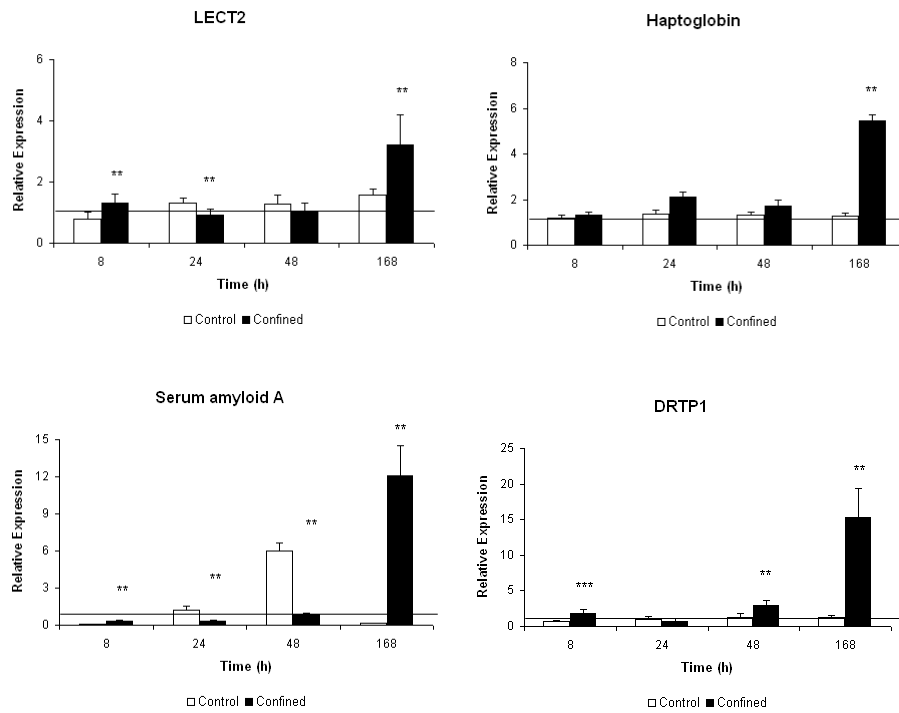 LECT2
Relative Expression
6
4
2
0
**
**
**
8 24 48 168
Time (h)
Control Confined
Haptoglobin
Relative Expression
8
6
4
2
0
**
8 24 48 168
Time (h)
Control Confined
Serum amyloid A
Relative Expression
15
12
9
6
3
0
**
**
**
**
8 24 48 168
Time (h)
Control Confined
DRTP1
Relative Expression
25
20
15
10
5
0
***
**
**
8 24 48 168
Time (h)
Control Confined